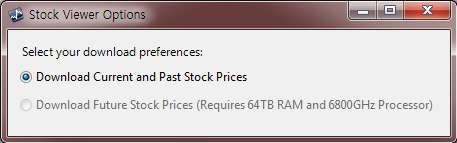 Stock Viewer Options
Select your download preferences:
Download Current and Past Stock Prices
Download Future Stock Prices (Requires 64TB RAM and 6800GHz Processor)